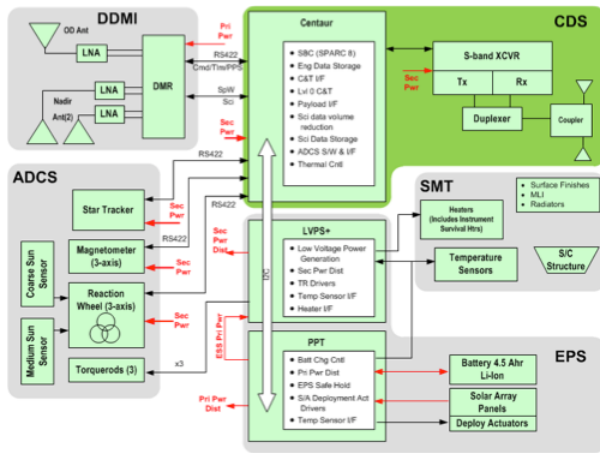 DDMI
OD Ant
LNA
LNA
LNA
Nadir
Ant(2)
DMR
Pri
Pwr
RS422
Cmd/Tlm/PPS
SpW
Sci
Sec
Pwr
Centaur
• SBC (SPARC 8)
• Eng Data Storage
• C&T I/F
• Lvl 0 C&T
• Payload I/F
• Sci data volume
reduction
• Sci Data Storage
• ADCS S/W & I/F
• Thermal Cntl
CDS
S-band XCVR
Tx
Rx
Sec
Pwr
Duplexer
Coupler
ADCS
RS422
Star Tracker
Sec
Pwr
RS422
RS422
Magnetometer
(3-axis)
Sec
Pwr
Coarse Sun
Sensor
Reaction
Wheel (3-axis)
Sec
Pwr
Medium Sun
Sensor
Torquerods (3)
x3
I2C
LVPS+
• Low Voltage Power
Generation
• Sec Pwr Dist
• TR Drivers
• Temp Sensor I/F
• Heater I/F
Sec
Pwr
Dist
ESS Pri Pwr
SMT
• Surface Finishes
• MLI
• Radiators
Heaters
(Includes Instrument
Survival Htrs)
Temperature
Sensors
S/C
Structure
PPT
• Batt Chg Cntl
• Pri Pwr Dist
• EPS Safe Hold
• S/A Deployment Act
Drivers
• Temp Sensor I/F
Pri Pwr
Dist
EPS
Battery 4.5 Ahr
Li-Ion
Solar Array
Panels
Deploy Actuators